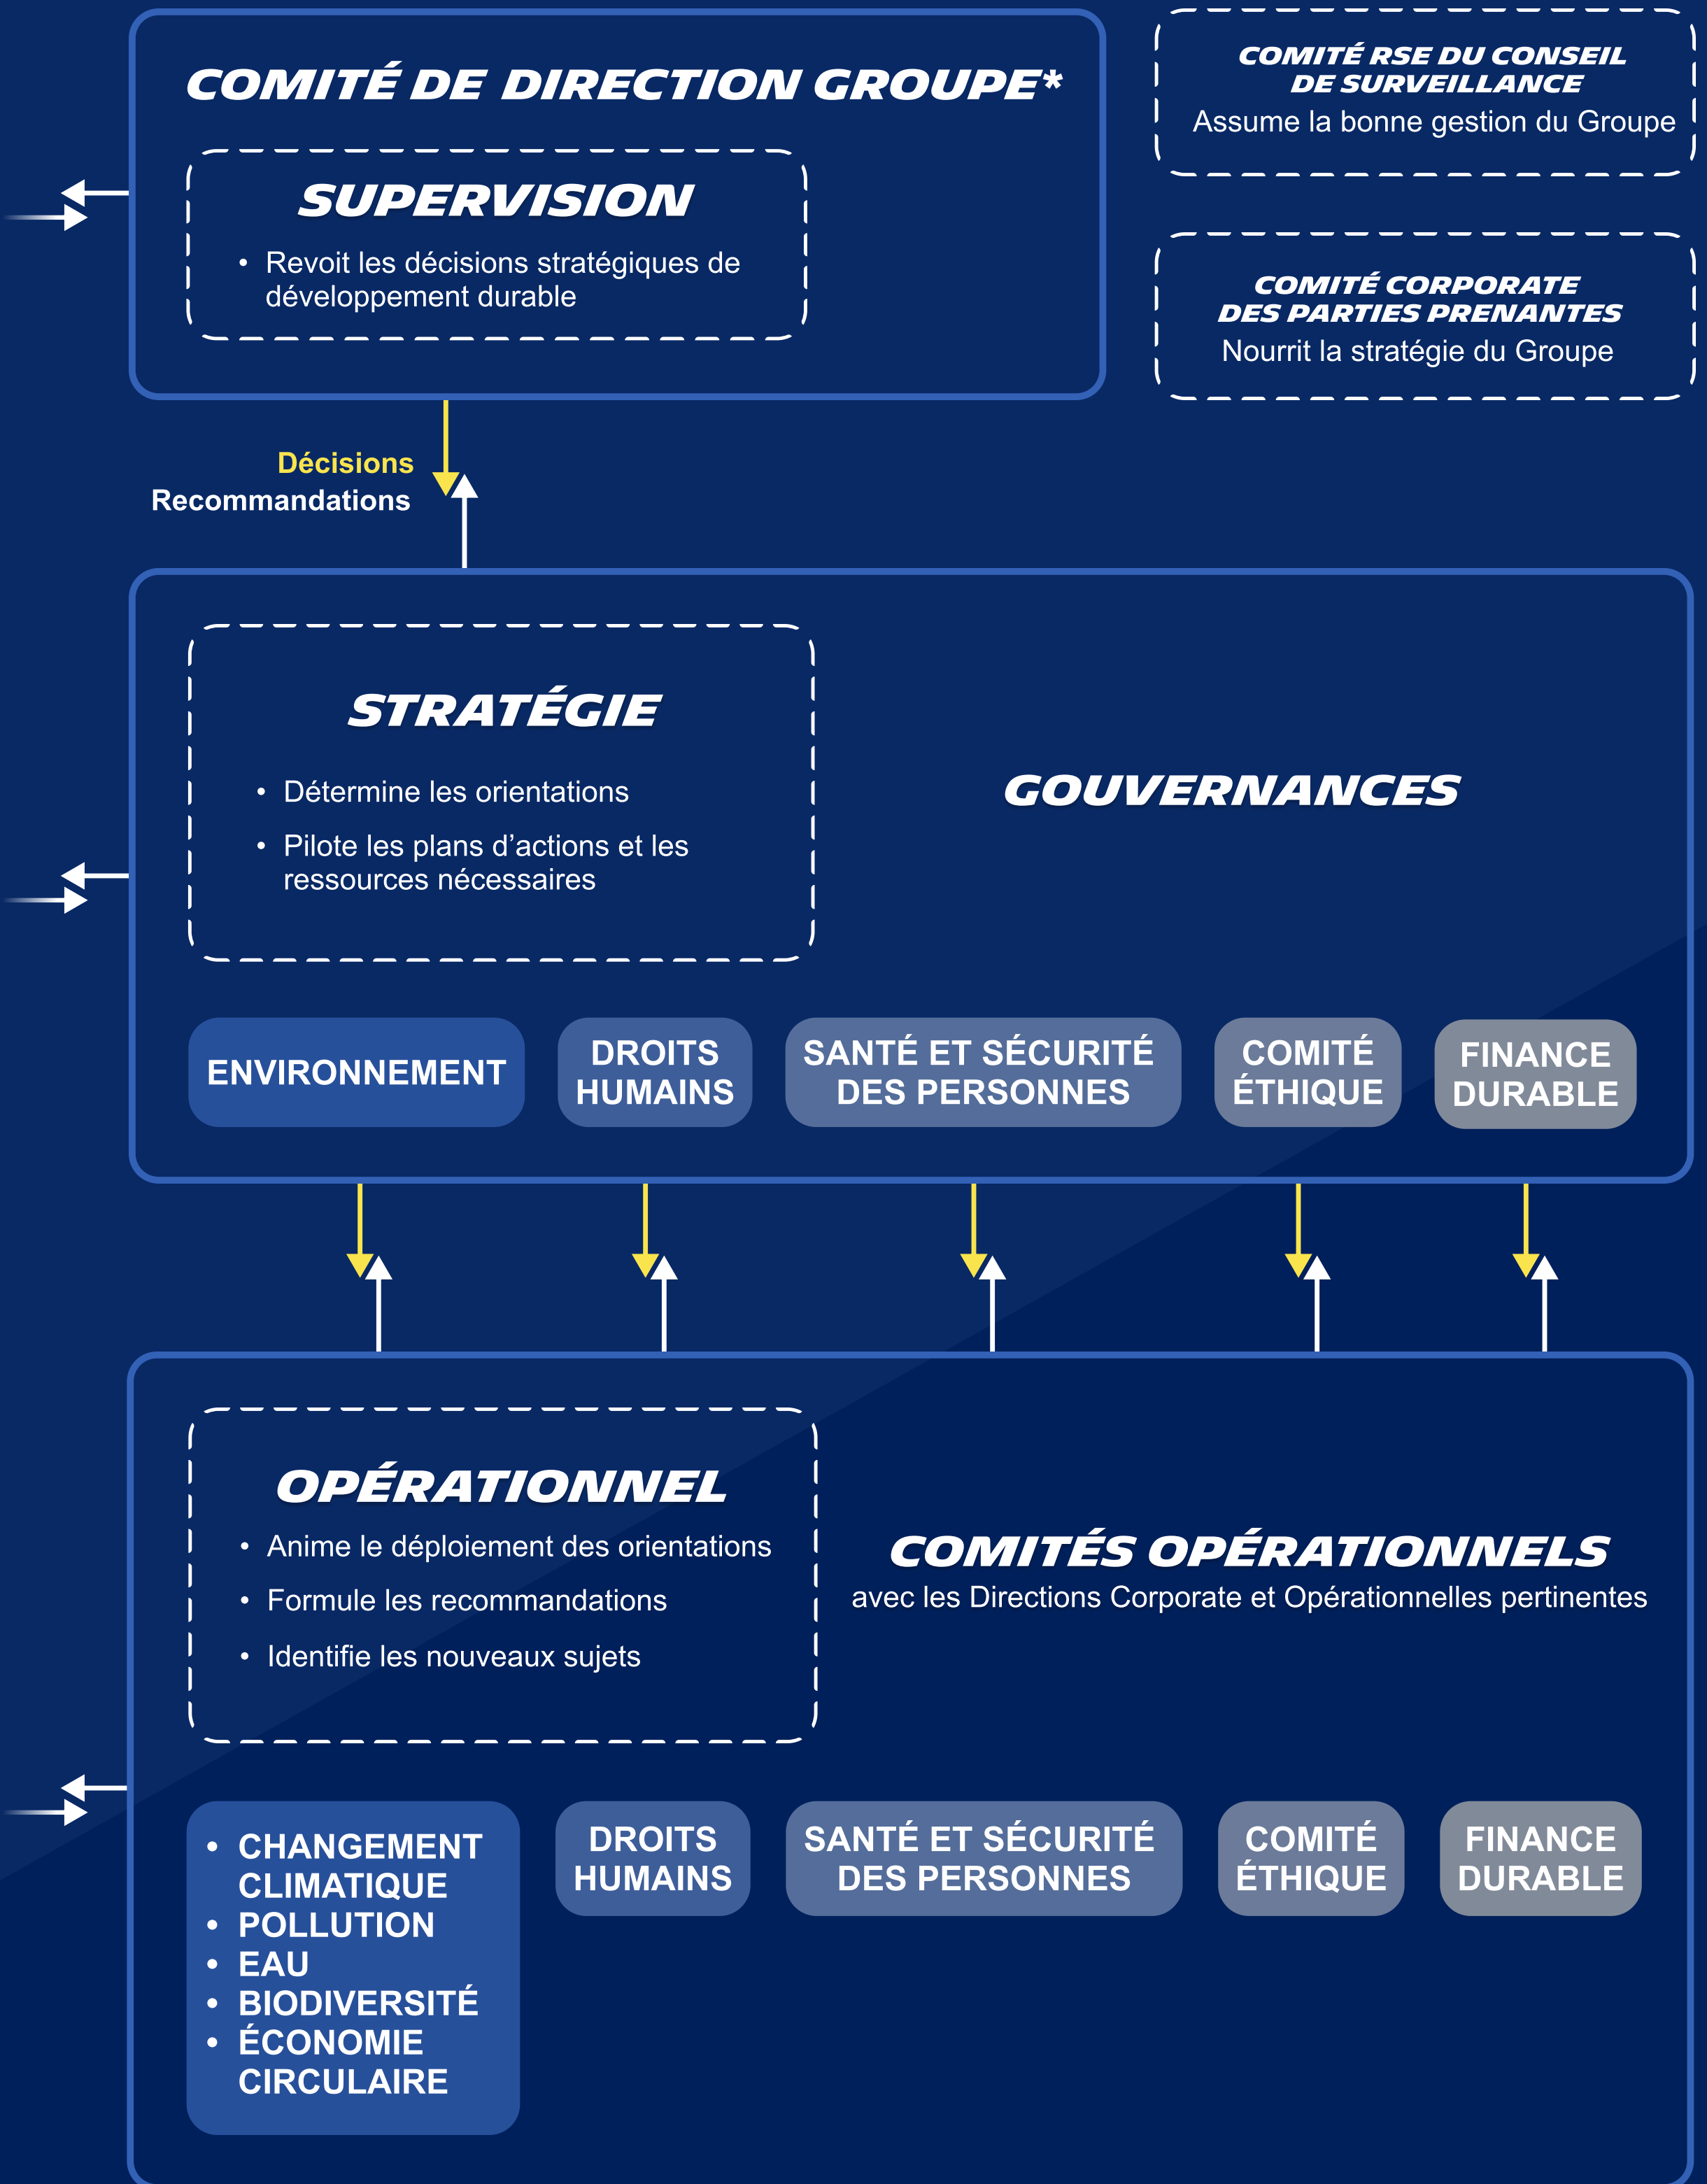 COMITÉ DE DIRECTION GROUPE*
SUPERVISION
• Revoit les décisions stratégiques de
développement durable
COMITÉ RSE DU CONSEIL
DE SURVEILLANCE
Assume la bonne gestion du Groupe
COMITÉ CORPORATE
DES PARTIES PRENANTES
Nourrit la stratégie du Groupe
Décisions
Recommandations
STRATÉGIE
• Détermine les orientations
• Pilote les plans d’actions et les
ressources nécessaires
GOUVERNANCES
ENVIRONNEMENT
DROITS
HUMAINS
SANTÉ ET SÉCURITÉ
DES PERSONNES
COMITÉ
ÉTHIQUE
FINANCE
DURABLE
OPÉRATIONNEL
• Anime le déploiement des orientations
• Formule les recommandations
• Identifie les nouveaux sujets
COMITÉS OPÉRATIONNELS
avec les Directions Corporate et Opérationnelles pertinentes
• CHANGEMENT
CLIMATIQUE
• POLLUTION
• EAU
• BIODIVERSITÉ
• ÉCONOMIE
CIRCULAIRE
DROITS
HUMAINS
SANTÉ ET SÉCURITÉ
DES PERSONNES
COMITÉ
ÉTHIQUE
FINANCE
DURABLE